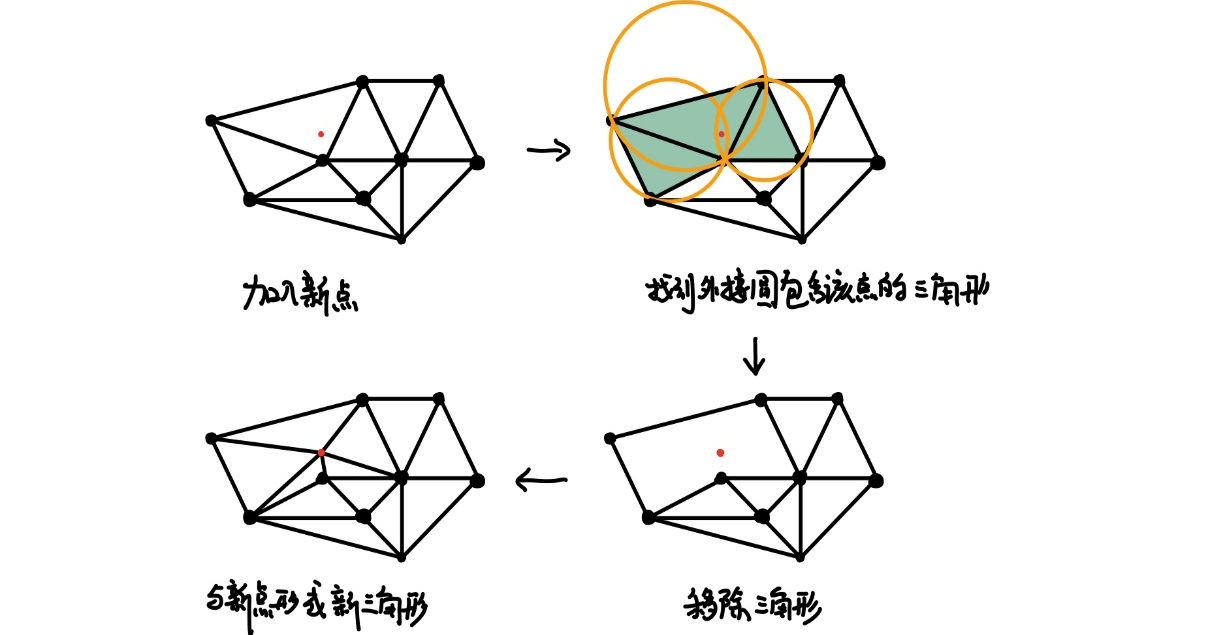 加入新点
找到外接圆包含该点的三角形
移除三角形
与新点形成新三角形